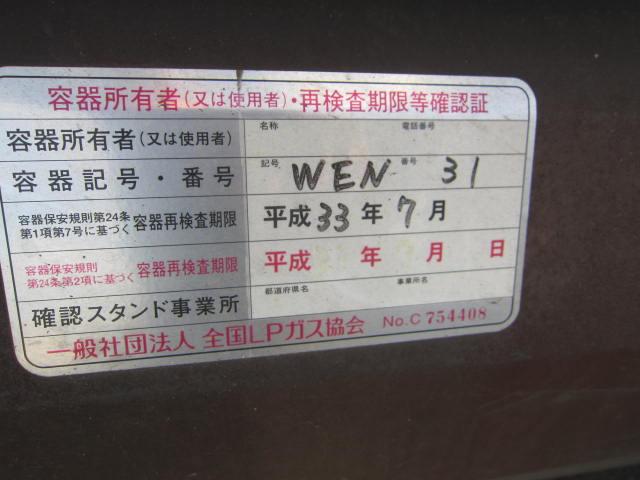 容器所有者(又は使用者)・再検査期限等確認証
容器所有者(又は使用者) 名称 電話番号
容器記号・番号 記号 WEN 番号 31
容器保安規則第24条
第1項第7号に基づく 容器再検査期限 平成33年7月
容器保安規則
第24条第2項に基づく 容器再検査期限 平成 年 月 日
確認スタンド事業所 都道府県名 事業所名
一般社団法人 全国LPガス協会 No.C 754408